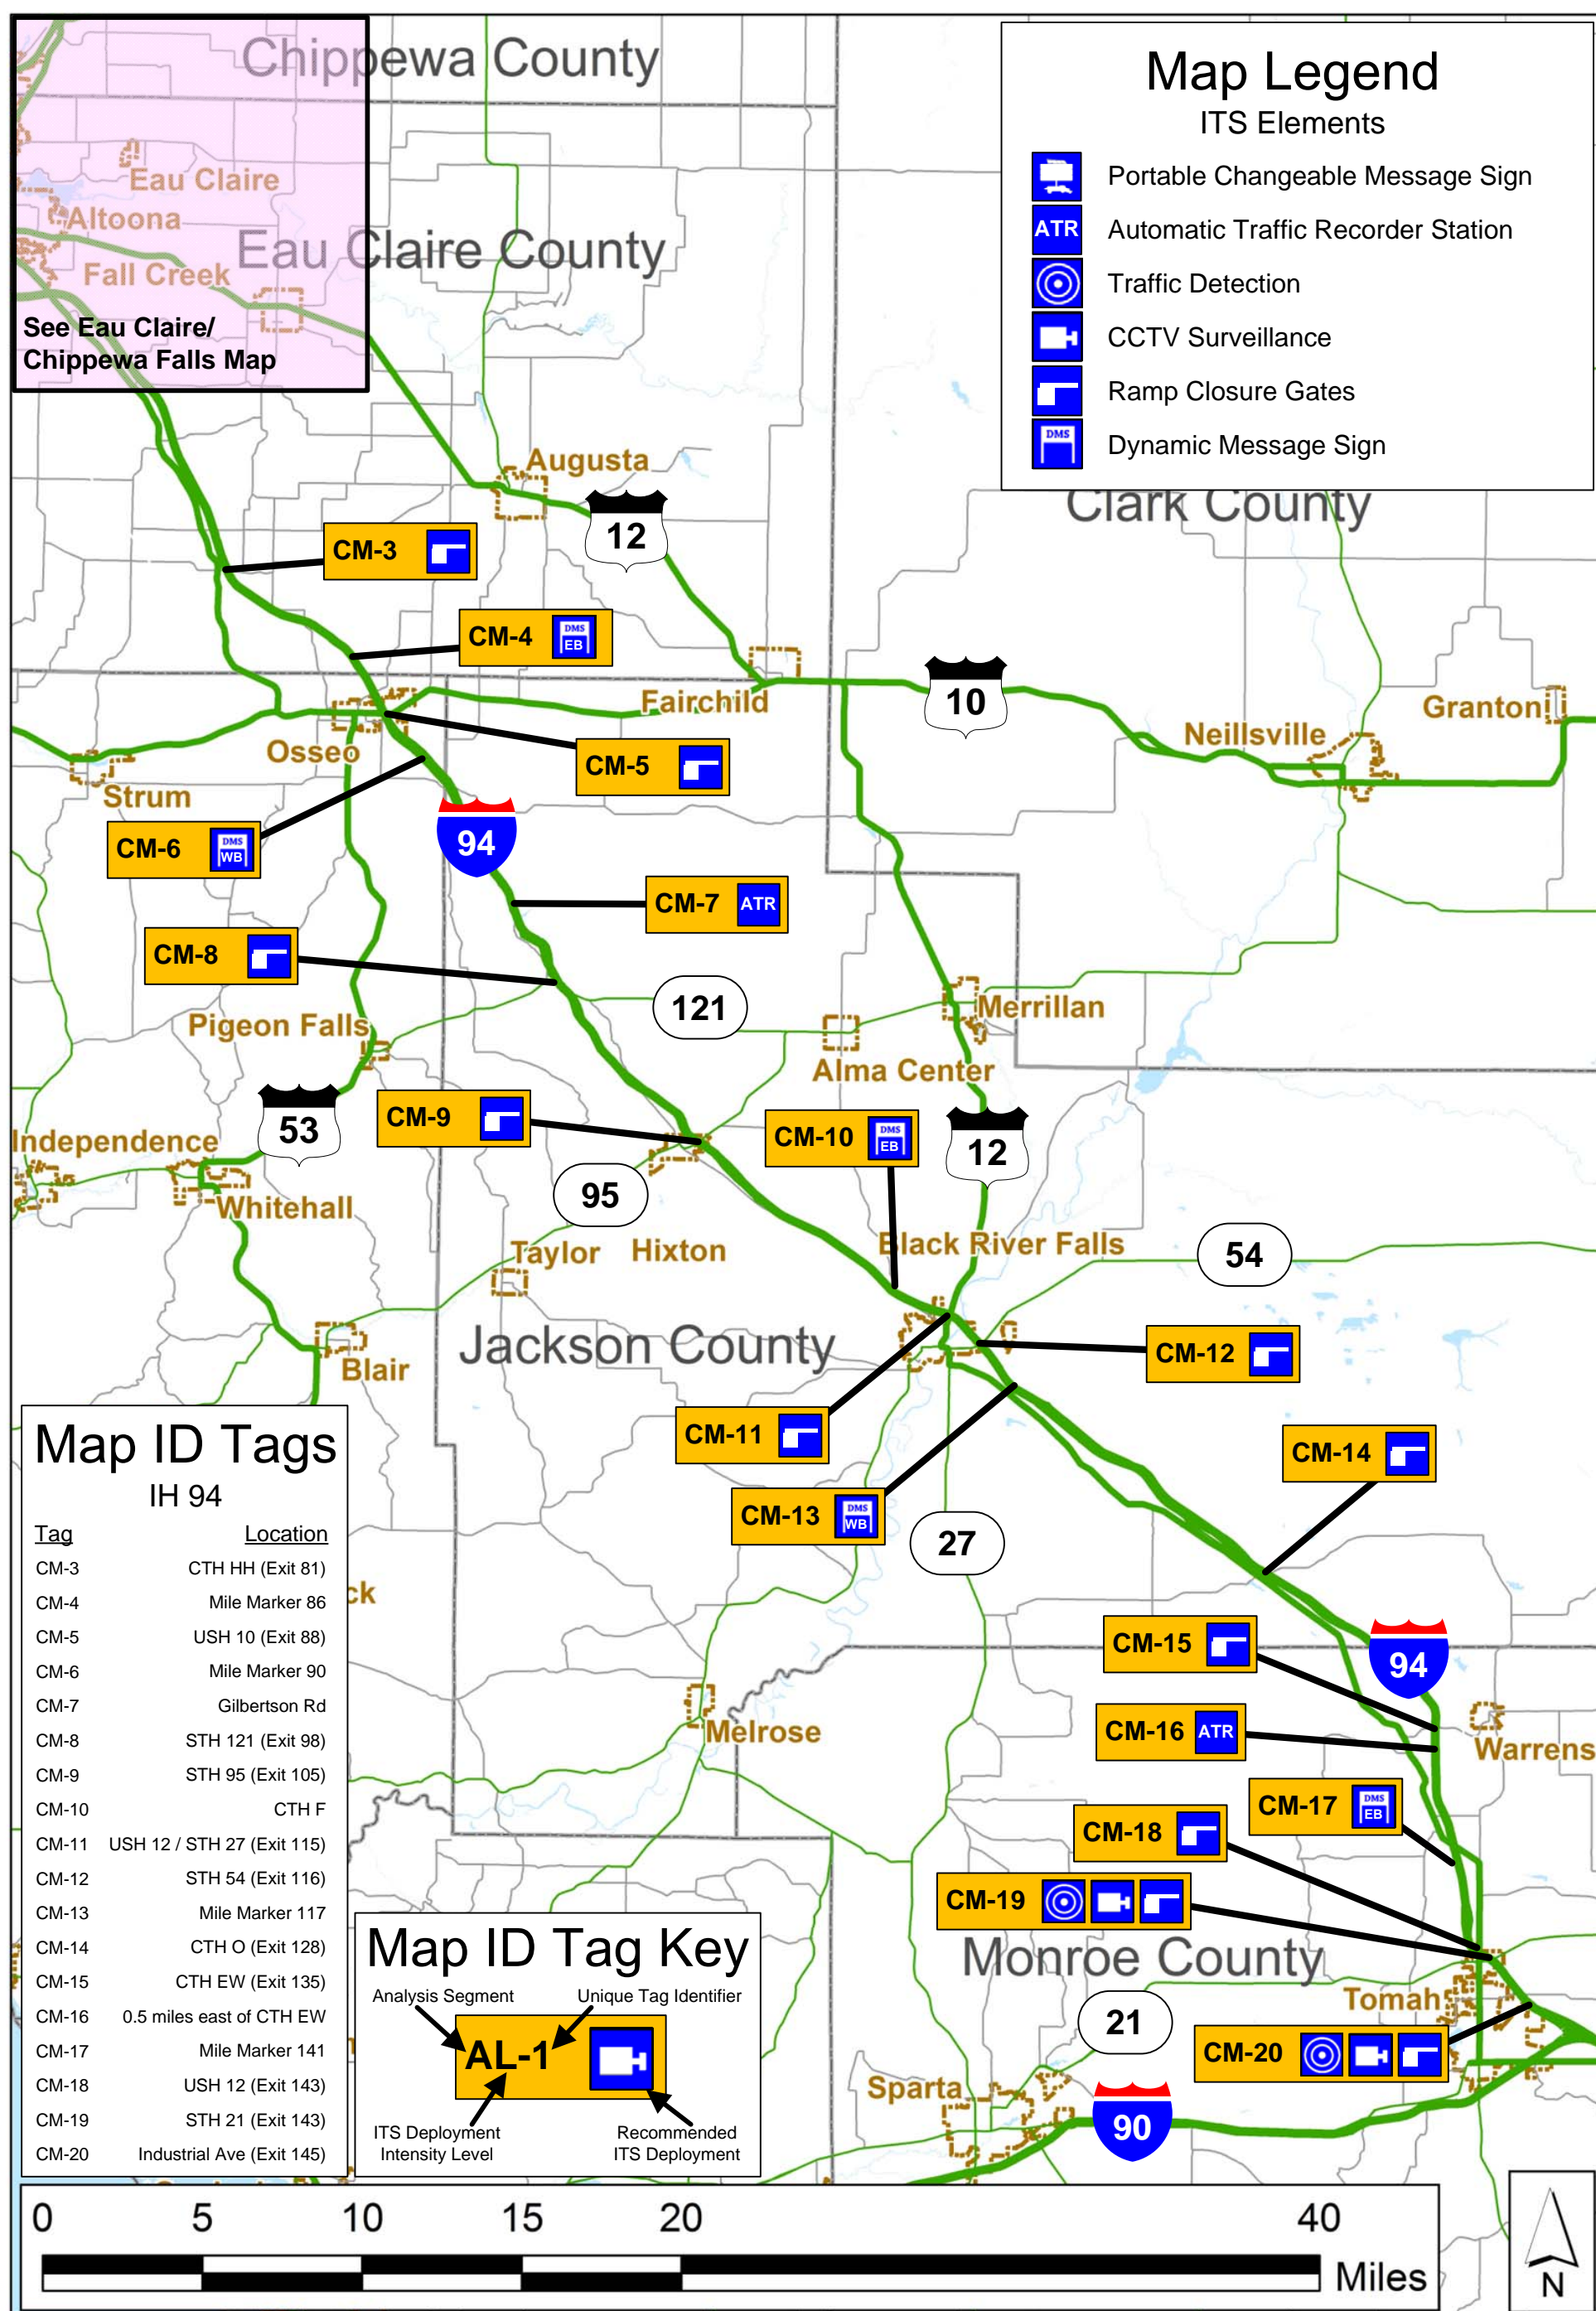 Chippewa County
Eau Claire
Altoona
Eau Claire County
Fall Creek
See Eau Claire/
Chippewa Falls Map
Map Legend
ITS Elements
Portable Changeable Message Sign
ATR Automatic Traffic Recorder Station
Traffic Detection
CCTV Surveillance
Ramp Closure Gates
DMS Dynamic Message Sign
Clark County
Augusta
12
CM-3
CM-4 DMS EB
Fairchild
10
Granton
Neillsville
Osseo
CM-5
Strum
CM-6 DMS WB
94
CM-7 ATR
CM-8
121
Merrillan
Pigeon Falls
Alma Center
CM-9
53
CM-10 DMS EB
12
Independence
95
Whitehall
Taylor
Hixton
Black River Falls
54
Jackson County
CM-12
Blair
CM-11
CM-14
CM-13 DMS WB
27
CM-15
94
Melrose
CM-16 ATR
Warrens
CM-17 DMS EB
CM-18
CM-19
Monroe County
Tomah
21
CM-20
Sparta
90
ck
Map ID Tags
IH 94
Tag Location
CM-3 CTH HH (Exit 81)
CM-4 Mile Marker 86
CM-5 USH 10 (Exit 88)
CM-6 Mile Marker 90
CM-7 Gilbertson Rd
CM-8 STH 121 (Exit 98)
CM-9 STH 95 (Exit 105)
CM-10 CTH F
CM-11 USH 12 / STH 27 (Exit 115)
CM-12 STH 54 (Exit 116)
CM-13 Mile Marker 117
CM-14 CTH O (Exit 128)
CM-15 CTH EW (Exit 135)
CM-16 0.5 miles east of CTH EW
CM-17 Mile Marker 141
CM-18 USH 12 (Exit 143)
CM-19 STH 21 (Exit 143)
CM-20 Industrial Ave (Exit 145)
Map ID Tag Key
Analysis Segment Unique Tag Identifier
AL-1
ITS Deployment
Intensity Level
Recommended
ITS Deployment
0 5 10 15 20 40
Miles
N